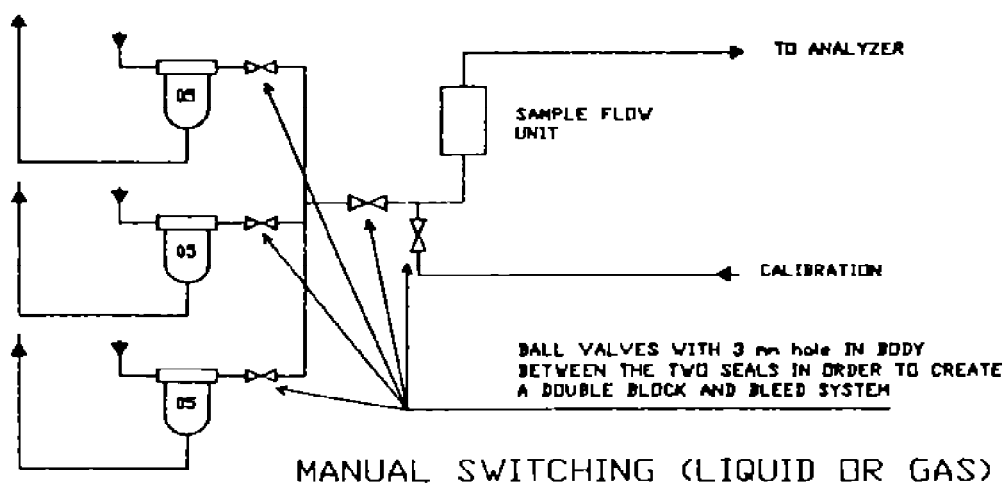 TO ANALYZER
05
SAMPLE FLOW
UNIT
05
CALIBRATION
BALL VALVES WITH 3 mm hole IN BODY
BETWEEN THE TWO SEALS IN ORDER TO CREATE
A DOUBLE BLOCK AND BLEED SYSTEM
05
MANUAL SWITCHING (LIQUID OR GAS)